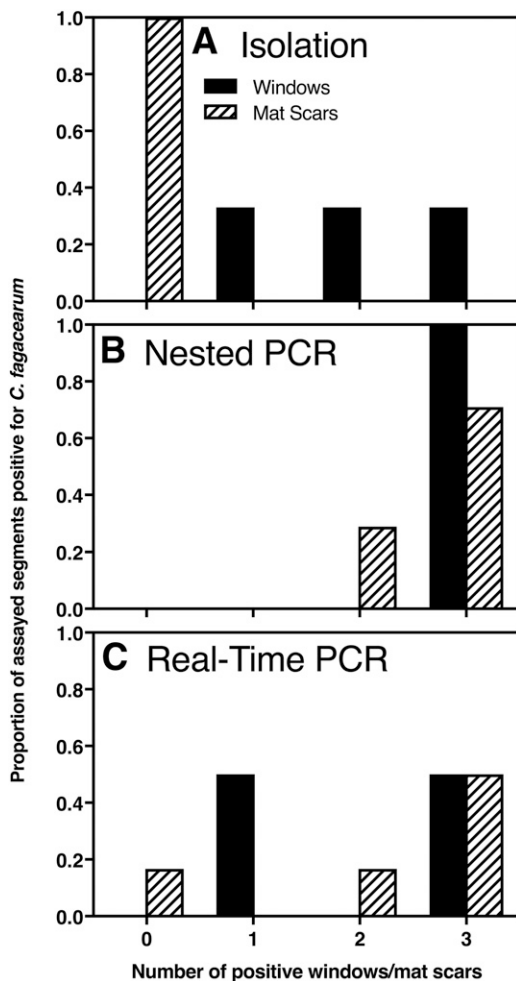 Proportion of assayed segments positive for C. fagacearum
A Isolation
Windows
Mat Scars
1.0
0.8
0.6
0.4
0.2
0.0
B Nested PCR
1.0
0.8
0.6
0.4
0.2
0.0
C Real-Time PCR
1.0
0.8
0.6
0.4
0.2
0.0
0 1 2 3
Number of positive windows/mat scars